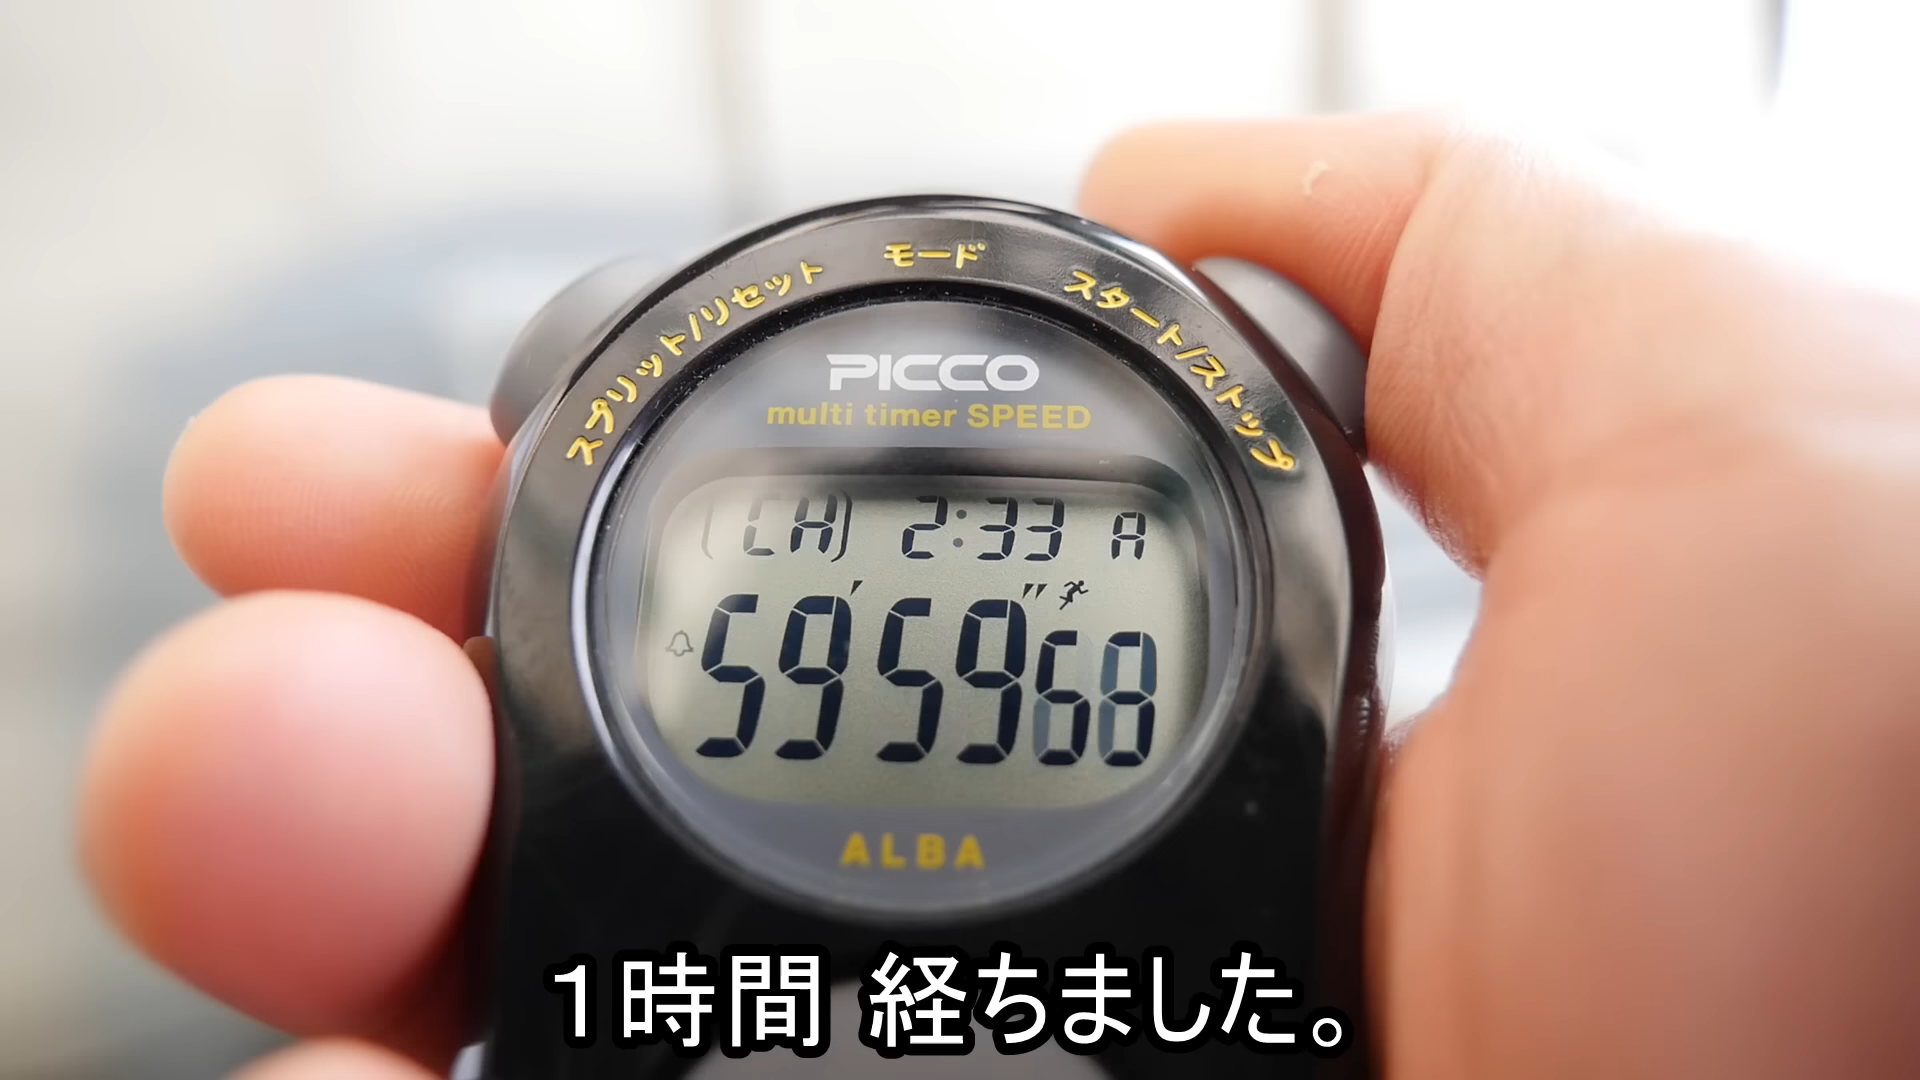 スプリット/リセット
モード
スタート/ストップ
PICCO
multi timer SPEED
(CH) 2:33 A
59'59"68
ALBA
1時間 経ちました。